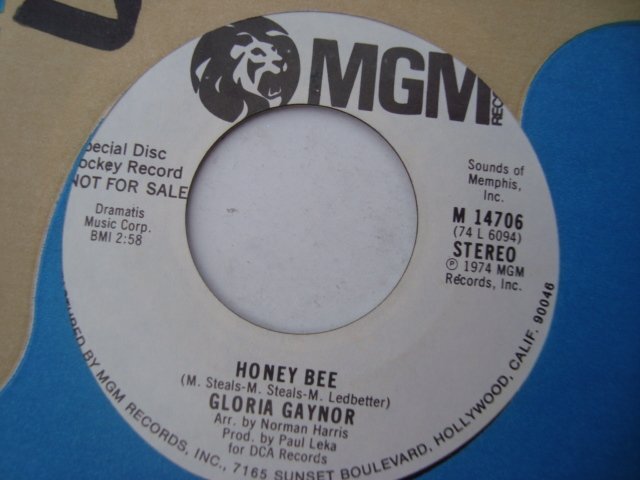 MGM
REC
Special Disc
Jockey Record
NOT FOR SALE
Dramatis
Music Corp.
BMI 2:58
Sounds of
Memphis,
Inc.
M 14706
(74 L 6094)
STEREO
℗ 1974 MGM
Records, Inc.
HONEY BEE
(M. Steals-M. Steals-M. Ledbetter)
GLORIA GAYNOR
Arr. by Norman Harris
Prod. by Paul Leka
for DCA Records
BY MGM RECORDS, INC., 7165 SUNSET BOULEVARD, HOLLYWOOD, CALIF. 90046